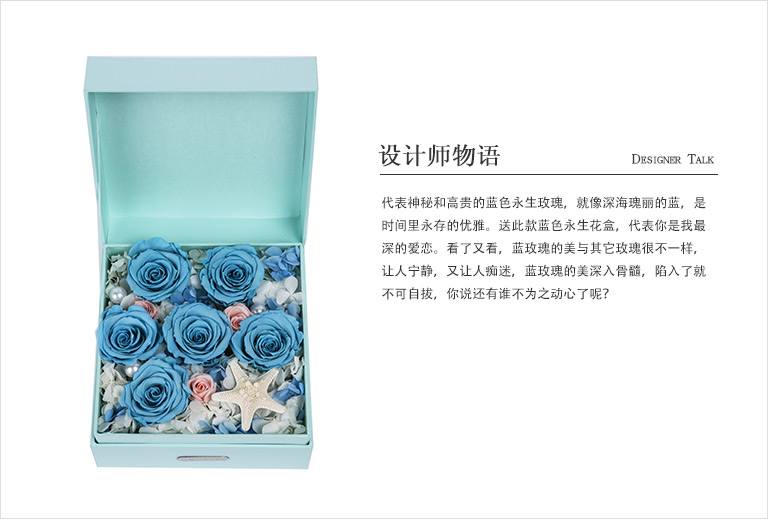 设计师物语
DESIGNER TALK
代表神秘和高贵的蓝色永生玫瑰，就像深海瑰丽的蓝，是
时间里永存的优雅。送此款蓝色永生花盒，代表你是我最
深的爱恋。看了又看，蓝玫瑰的美与其它玫瑰很不一样，
让人宁静，又让人痴迷，蓝玫瑰的美深入骨髓，陷入了就
不可自拔，你说还有谁不为之动心了呢？